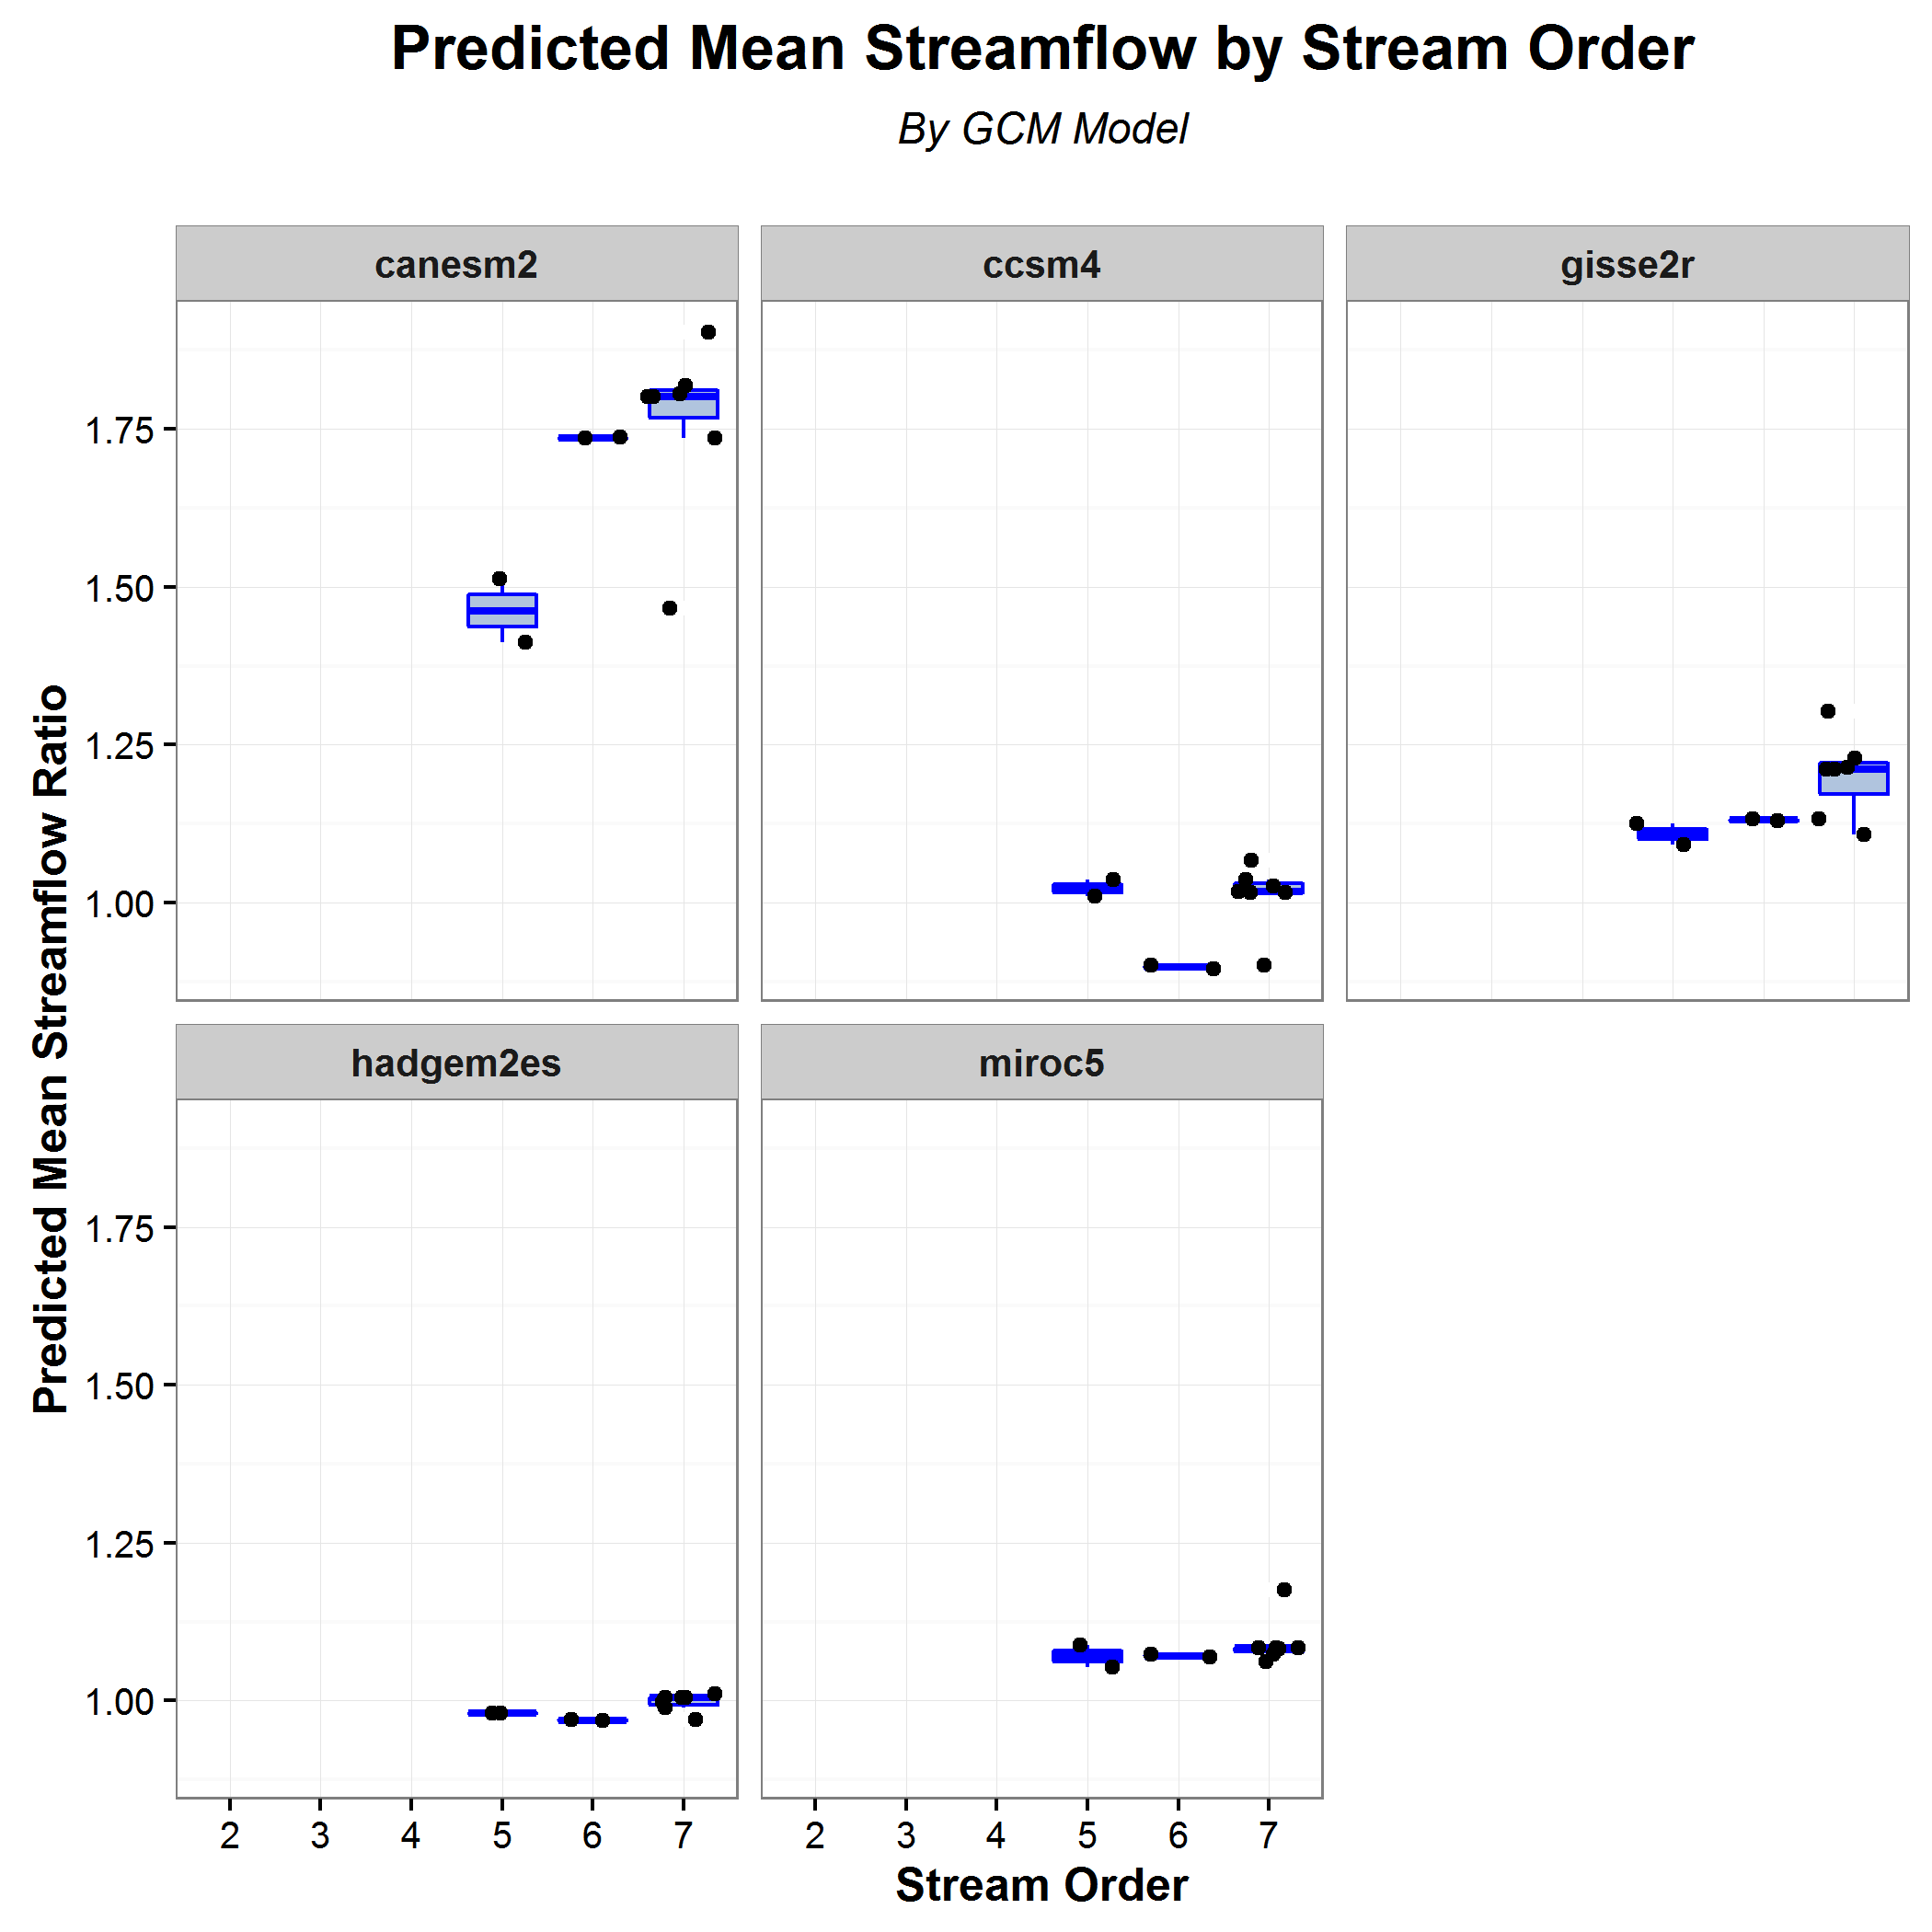 Predicted Mean Streamflow by Stream Order
By GCM Model
canesm2
ccsm4
gisse2r
1.75
1.50
1.25
1.00
hadgem2es
miroc5
1.75
1.50
1.25
1.00
Predicted Mean Streamflow Ratio
2 3 4 5 6 7
2 3 4 5 6 7
Stream Order